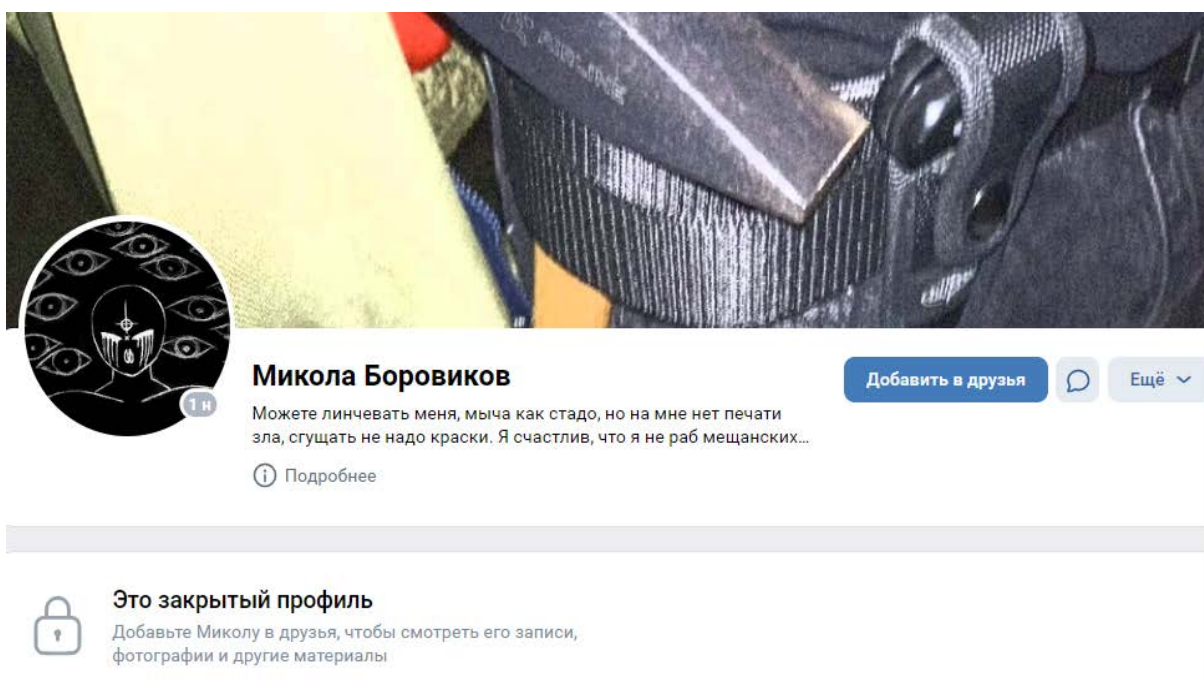 AIRLINE
1 н
Микола Боровиков
Можете линчевать меня, мыча как стадо, но на мне нет печати
зла, сгущать не надо краски. Я счастлив, что я не раб мещанских...
Подробнее
Добавить в друзья
Ещё
Это закрытый профиль
Добавьте Миколу в друзья, чтобы смотреть его записи,
фотографии и другие материалы